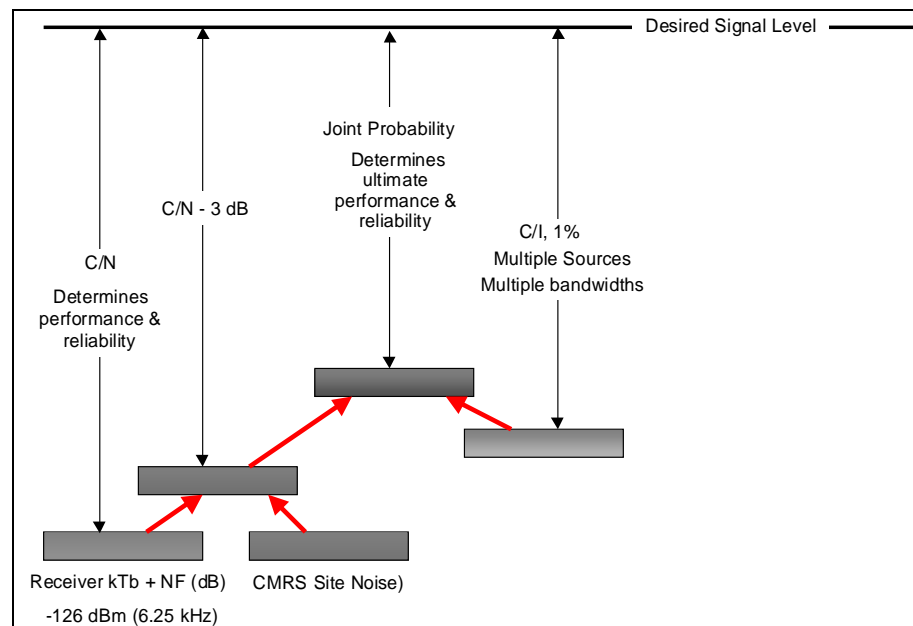 Desired Signal Level
Joint Probability
Determines
ultimate
performance &
reliability
C/N - 3 dB
C/I, 1%
Multiple Sources
Multiple bandwidths
C/N
Determines
performance &
reliability
Receiver kTb + NF (dB)
-126 dBm (6.25 kHz)
CMRS Site Noise)